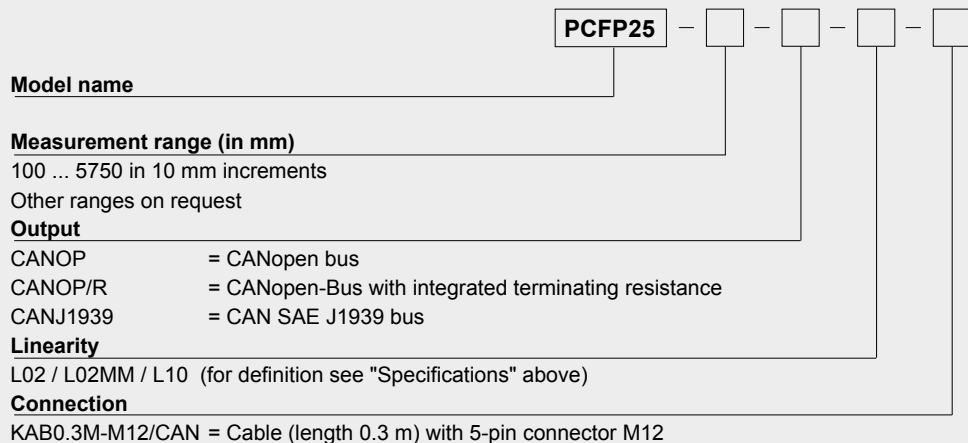 PCFP25 – – – –
Model name
Measurement range (in mm)
100 ... 5750 in 10 mm increments
Other ranges on request
Output
CANOP = CANopen bus
CANOP/R = CANopen-Bus with integrated terminating resistance
CANJ1939 = CAN SAE J1939 bus
Linearity
L02 / L02MM / L10 (for definition see "Specifications" above)
Connection
KAB0.3M-M12/CAN = Cable (length 0.3 m) with 5-pin connector M12